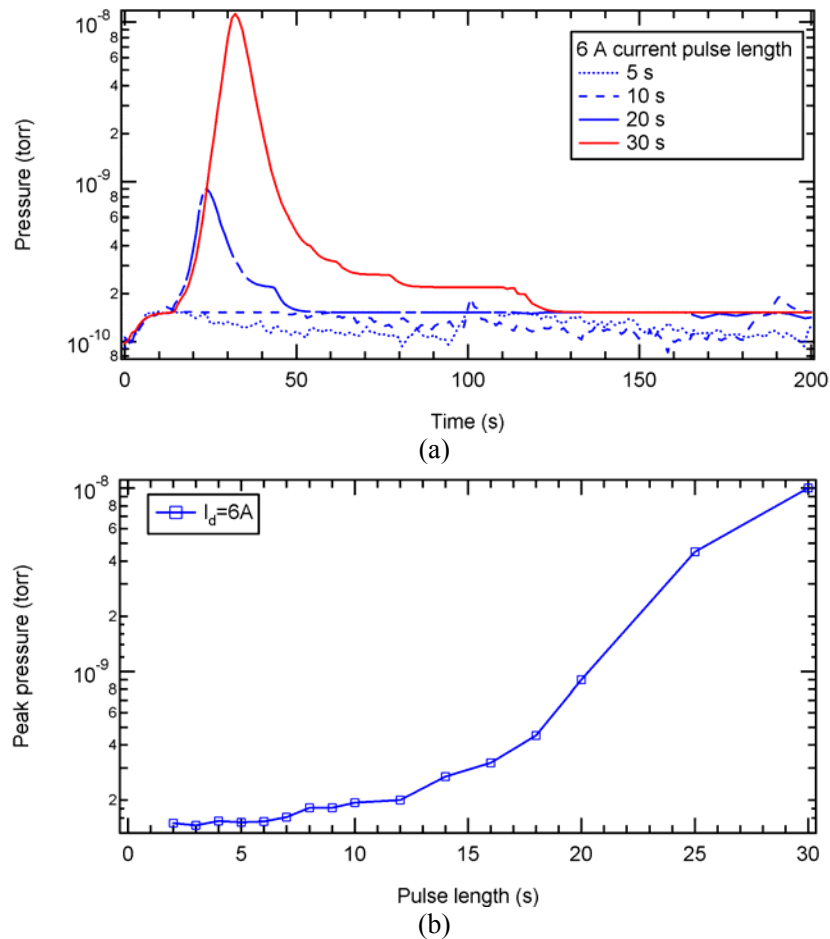 10^-8
8
6
4
2
10^-9
8
6
4
2
10^-10
8
Pressure (torr)
6 A current pulse length
5 s
10 s
20 s
30 s
0
50
100
150
200
Time (s)
(a)
10^-8
8
6
4
2
10^-9
8
6
4
2
Peak pressure (torr)
I_d=6A
0
5
10
15
20
25
30
Pulse length (s)
(b)